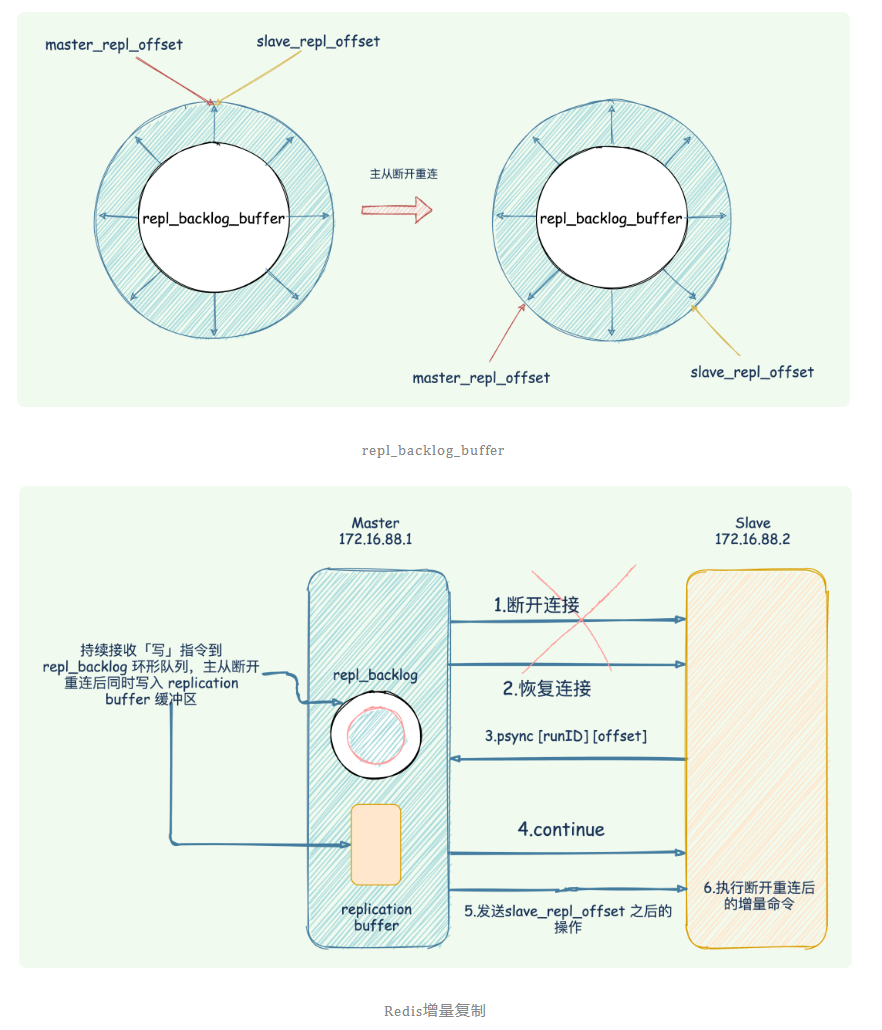 master_repl_offset
slave_repl_offset
repl_backlog_buffer
主从断开重连
repl_backlog_buffer
master_repl_offset
slave_repl_offset
repl_backlog_buffer
Master
172.16.88.1
Slave
172.16.88.2
1.断开连接
持续接收「写」指令到
repl_backlog 环形队列，主从断开
重连后同时写入 replication
buffer 缓冲区
repl_backlog
2.恢复连接
3.psync [runID] [offset]
4.continue
replication
buffer
5.发送slave_repl_offset 之后的
操作
6.执行断开重连后
的增量命令
Redis增量复制